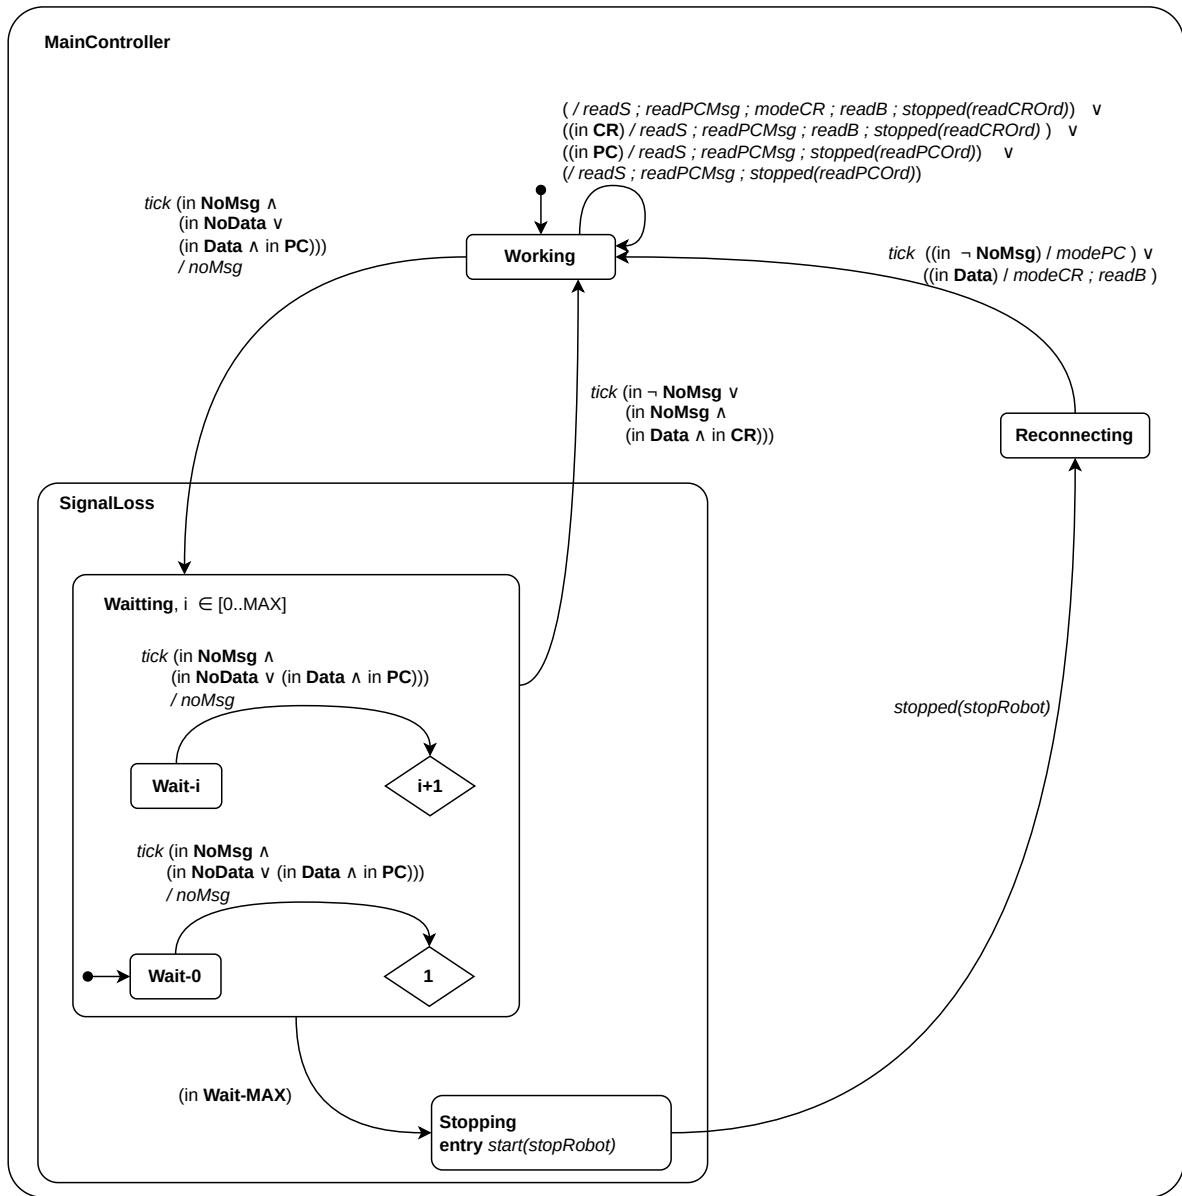 MainController
( / readS ; readPCMsg ; modeCR ; readB ; stopped(readCROrd)) ∨
((in CR) / readS ; readPCMsg ; readB ; stopped(readCROrd) ) ∨
((in PC) / readS ; readPCMsg ; stopped(readPCOrd)) ∨
(/ readS ; readPCMsg ; stopped(readPCOrd))
tick (in NoMsg ∧
(in NoData ∨
(in Data ∧ in PC)))
/ noMsg
Working
tick ((in ¬ NoMsg) / modePC ) ∨
((in Data) / modeCR ; readB )
tick (in ¬ NoMsg ∨
(in NoMsg ∧
(in Data ∧ in CR)))
Reconnecting
SignalLoss
Waitting, i ∈ [0..MAX]
tick (in NoMsg ∧
(in NoData ∨ (in Data ∧ in PC)))
/ noMsg
Wait-i
i+1
stopped(stopRobot)
tick (in NoMsg ∧
(in NoData ∨ (in Data ∧ in PC)))
/ noMsg
Wait-0
1
(in Wait-MAX)
Stopping
entry start(stopRobot)